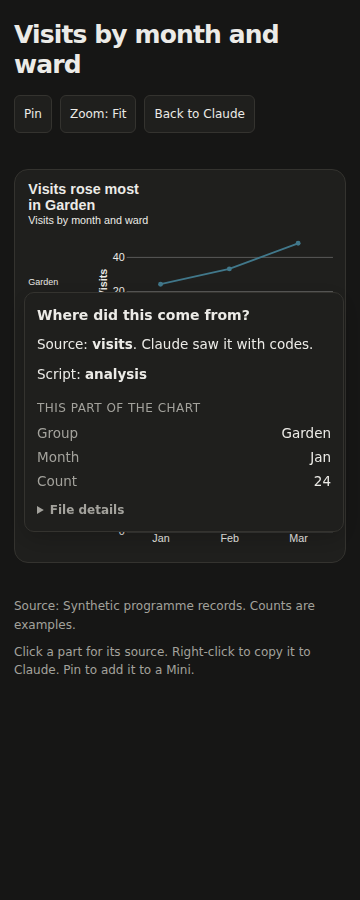 Visits by month and
ward
Pin
Zoom: Fit
Back to Claude
Visits rose most
in Garden
Visits by month and ward
40
Garden
Where did this come from?
Source: visits. Claude saw it with codes.
Script: analysis
THIS PART OF THE CHART
Group Garden
Month Jan
Count 24
File details
Jan Feb Mar
Source: Synthetic programme records. Counts are
examples.
Click a part for its source. Right-click to copy it to
Claude. Pin to add it to a Mini.